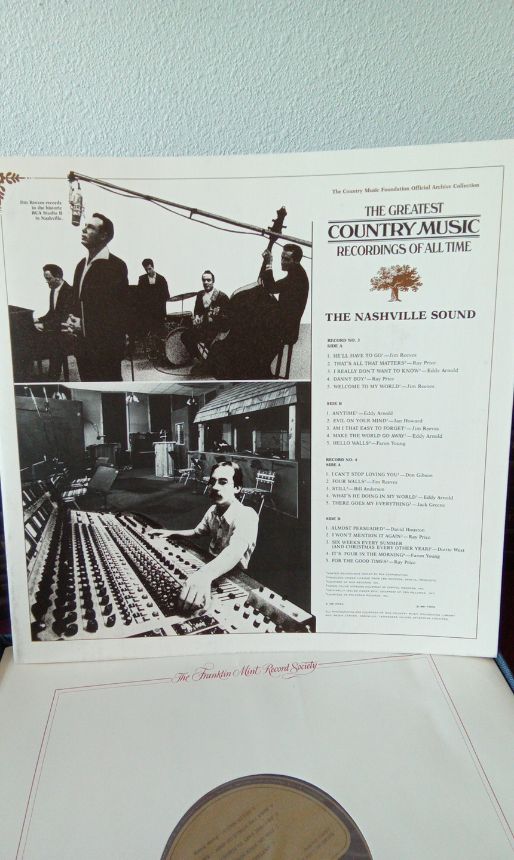 Jim Reeves records
in the historic
RCA Studio B
in Nashville.
The Country Music Foundation Official Archive Collection
THE GREATEST
COUNTRY MUSIC
RECORDINGS OF ALL TIME
THE NASHVILLE SOUND
RECORD NO. 3
SIDE A
1. HE'LL HAVE TO GO—Jim Reeves
2. THAT'S ALL THAT MATTERS—Ray Price
3. I REALLY DON'T WANT TO KNOW—Eddy Arnold
4. DANNY BOY—Ray Price
5. WELCOME TO MY WORLD—Jim Reeves
SIDE B
1. ANYTIME—Eddy Arnold
2. EVIL ON YOUR MIND—Jan Howard
3. AM I THAT EASY TO FORGET—Jim Reeves
4. MAKE THE WORLD GO AWAY—Eddy Arnold
5. HELLO WALLS—Faron Young
RECORD NO. 4
SIDE A
1. I CAN'T STOP LOVING YOU—Don Gibson
2. FOUR WALLS—Jim Reeves
3. STILL—Bill Anderson
4. WHAT'S HE DOING IN MY WORLD—Eddy Arnold
5. THERE GOES MY EVERYTHING—Jack Greene
SIDE B
1. ALMOST PERSUADED—David Houston
2. I WON'T MENTION IT AGAIN—Ray Price
3. SIX WEEKS EVERY SUMMER
(AND CHRISTMAS EVERY OTHER YEAR)—Dottie West
4. IT'S FOUR IN THE MORNING—Faron Young
5. FOR THE GOOD TIMES—Ray Price
The Franklin Mint Record Society